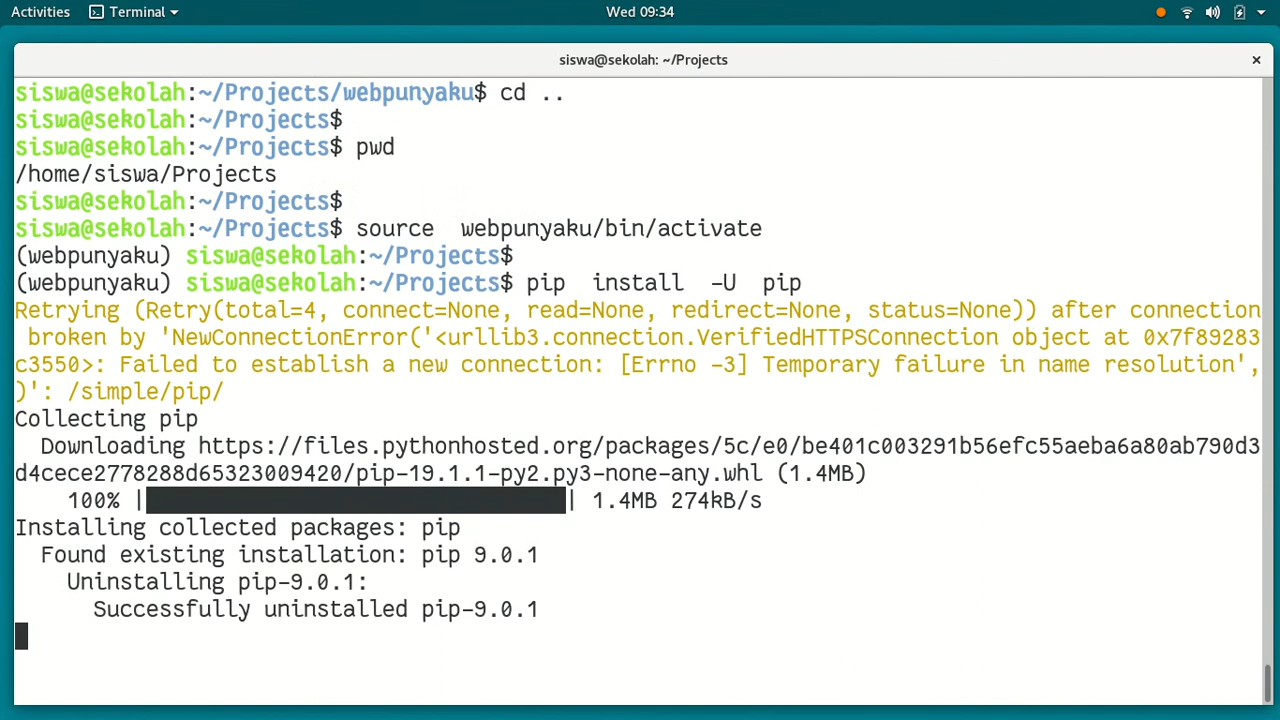 Activities Terminal Wed 09:34
siswa@sekolah: ~/Projects
siswa@sekolah:~/Projects/webpunyaku$ cd ..
siswa@sekolah:~/Projects$
siswa@sekolah:~/Projects$ pwd
/home/siswa/Projects
siswa@sekolah:~/Projects$
siswa@sekolah:~/Projects$ source  webpunyaku/bin/activate
(webpunyaku) siswa@sekolah:~/Projects$
(webpunyaku) siswa@sekolah:~/Projects$ pip  install  -U  pip
Retrying (Retry(total=4, connect=None, read=None, redirect=None, status=None)) after connection
 broken by 'NewConnectionError('<urllib3.connection.VerifiedHTTPSConnection object at 0x7f89283
c3550>: Failed to establish a new connection: [Errno -3] Temporary failure in name resolution',
)': /simple/pip/
Collecting pip
  Downloading https://files.pythonhosted.org/packages/5c/e0/be401c003291b56efc55aeba6a80ab790d3
d4cece2778288d65323009420/pip-19.1.1-py2.py3-none-any.whl (1.4MB)
    100% |████████████████████████████████| 1.4MB 274kB/s
Installing collected packages: pip
  Found existing installation: pip 9.0.1
    Uninstalling pip-9.0.1:
      Successfully uninstalled pip-9.0.1